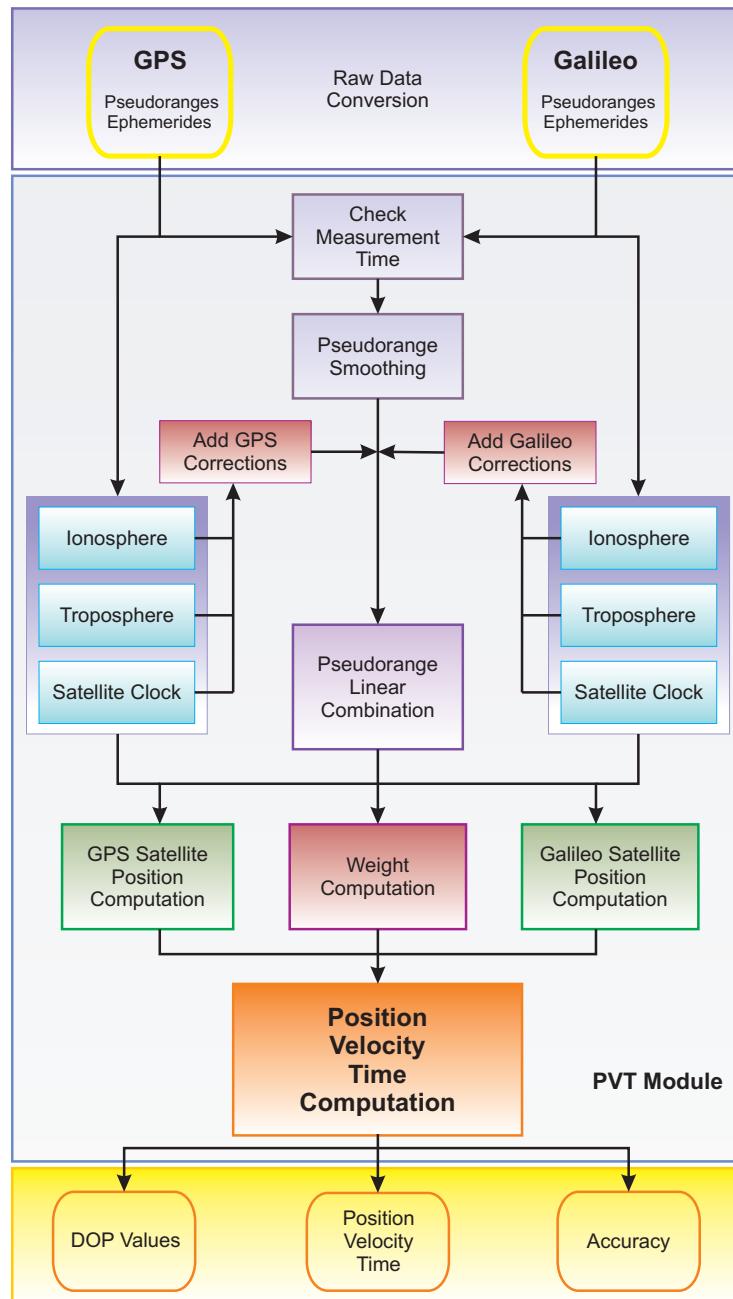 GPS
Pseudoranges
Ephemerides
Raw Data
Conversion
Galileo
Pseudoranges
Ephemerides
Check
Measurement
Time
Pseudorange
Smoothing
Add GPS
Corrections
Add Galileo
Corrections
Ionosphere
Troposphere
Satellite Clock
Pseudorange
Linear
Combination
Ionosphere
Troposphere
Satellite Clock
GPS Satellite
Position
Computation
Weight
Computation
Galileo Satellite
Position
Computation
Position
Velocity
Time
Computation
PVT Module
DOP Values
Position
Velocity
Time
Accuracy